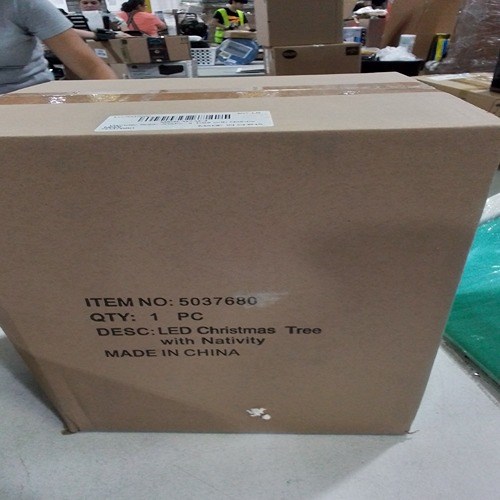 ITEM NO: 5037680
QTY: 1 PC
DESC: LED Christmas Tree
with Nativity
MADE IN CHINA